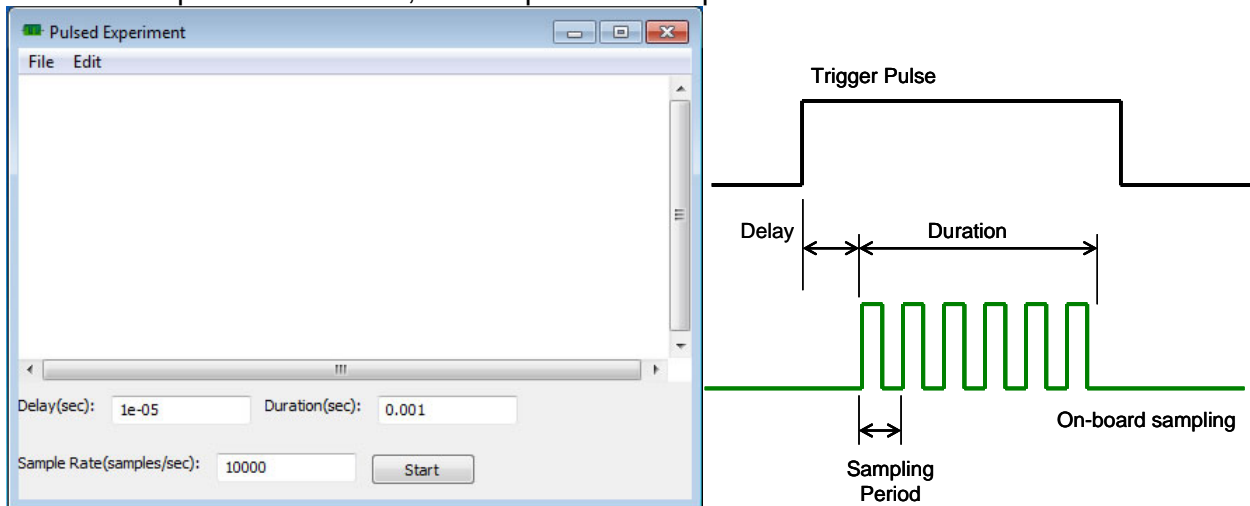 Pulsed Experiment
File Edit
Delay(sec): 1e-05 Duration(sec): 0.001
Sample Rate(samples/sec): 10000 Start
Trigger Pulse
Delay Duration
On-board sampling
Sampling
Period